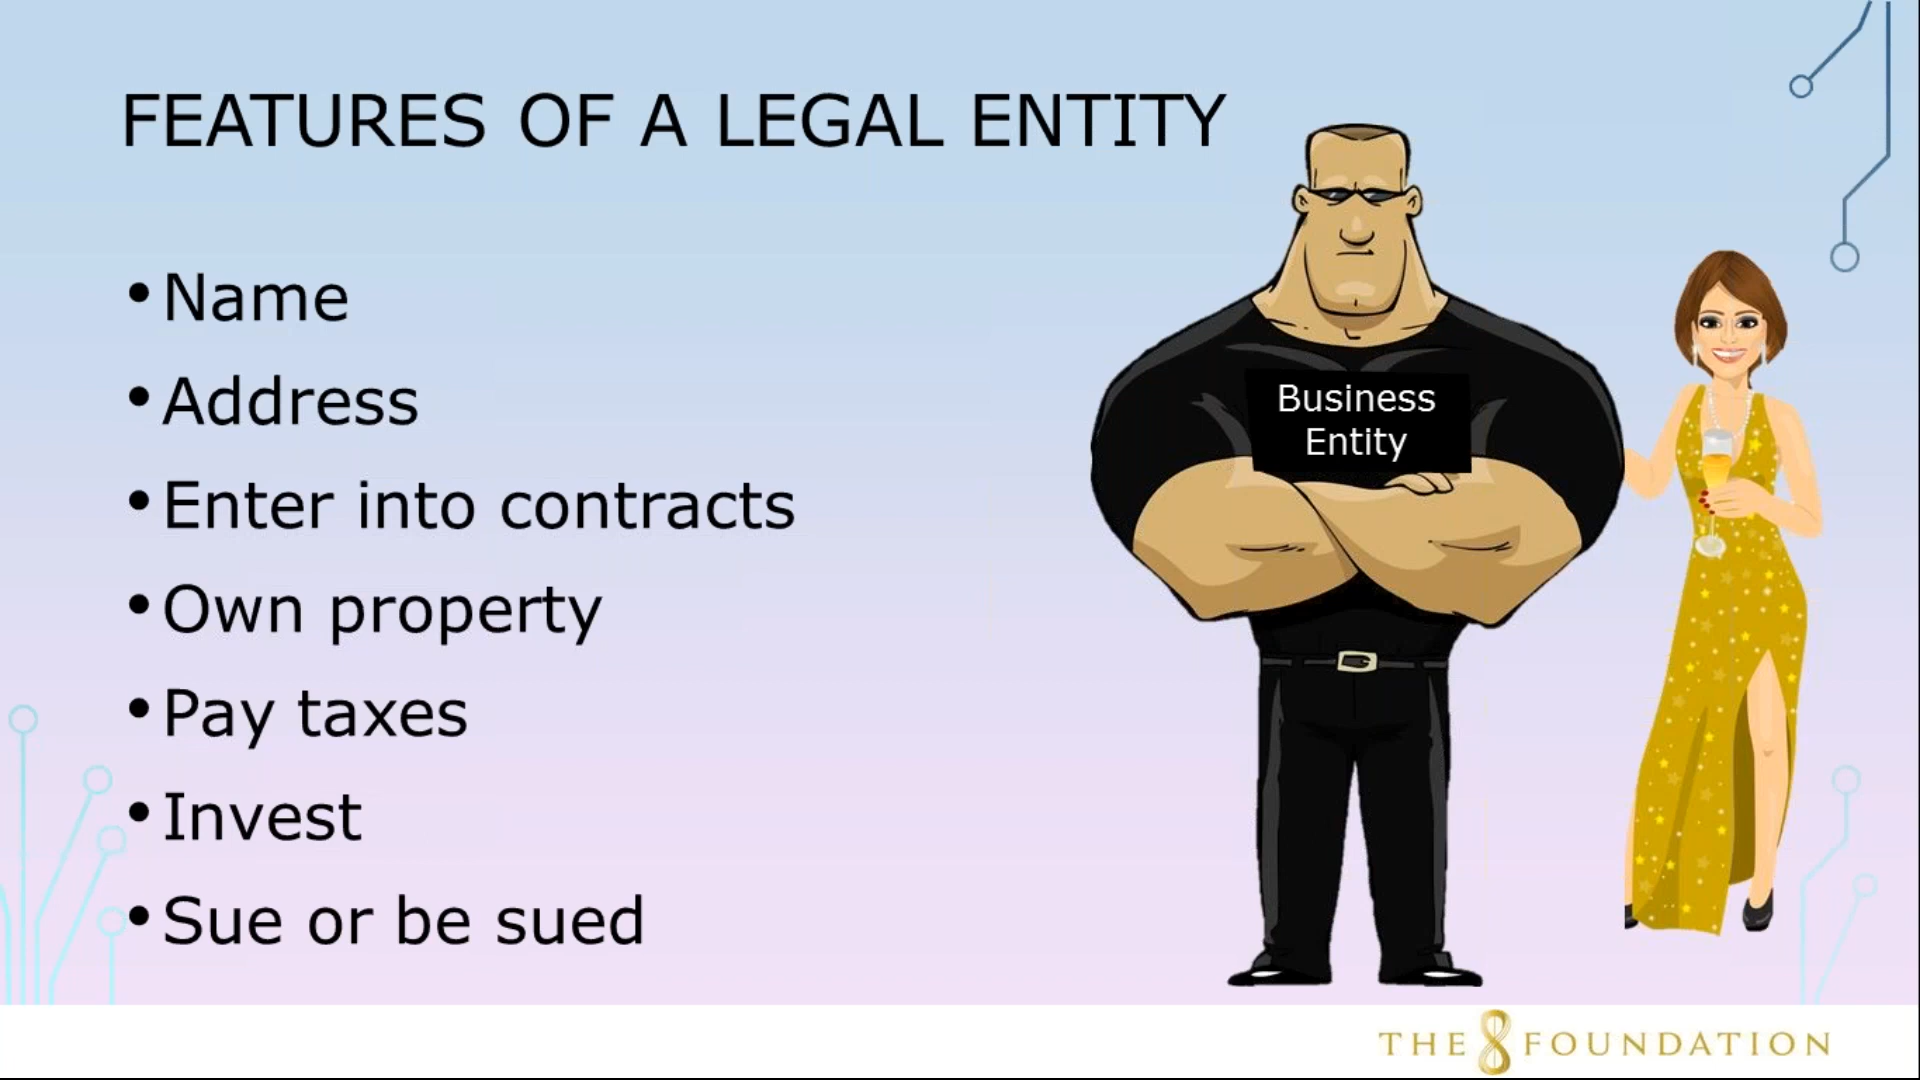 FEATURES OF A LEGAL ENTITY
•Name
•Address
•Enter into contracts
•Own property
•Pay taxes
•Invest
•Sue or be sued
Business
Entity
THE 8 FOUNDATION